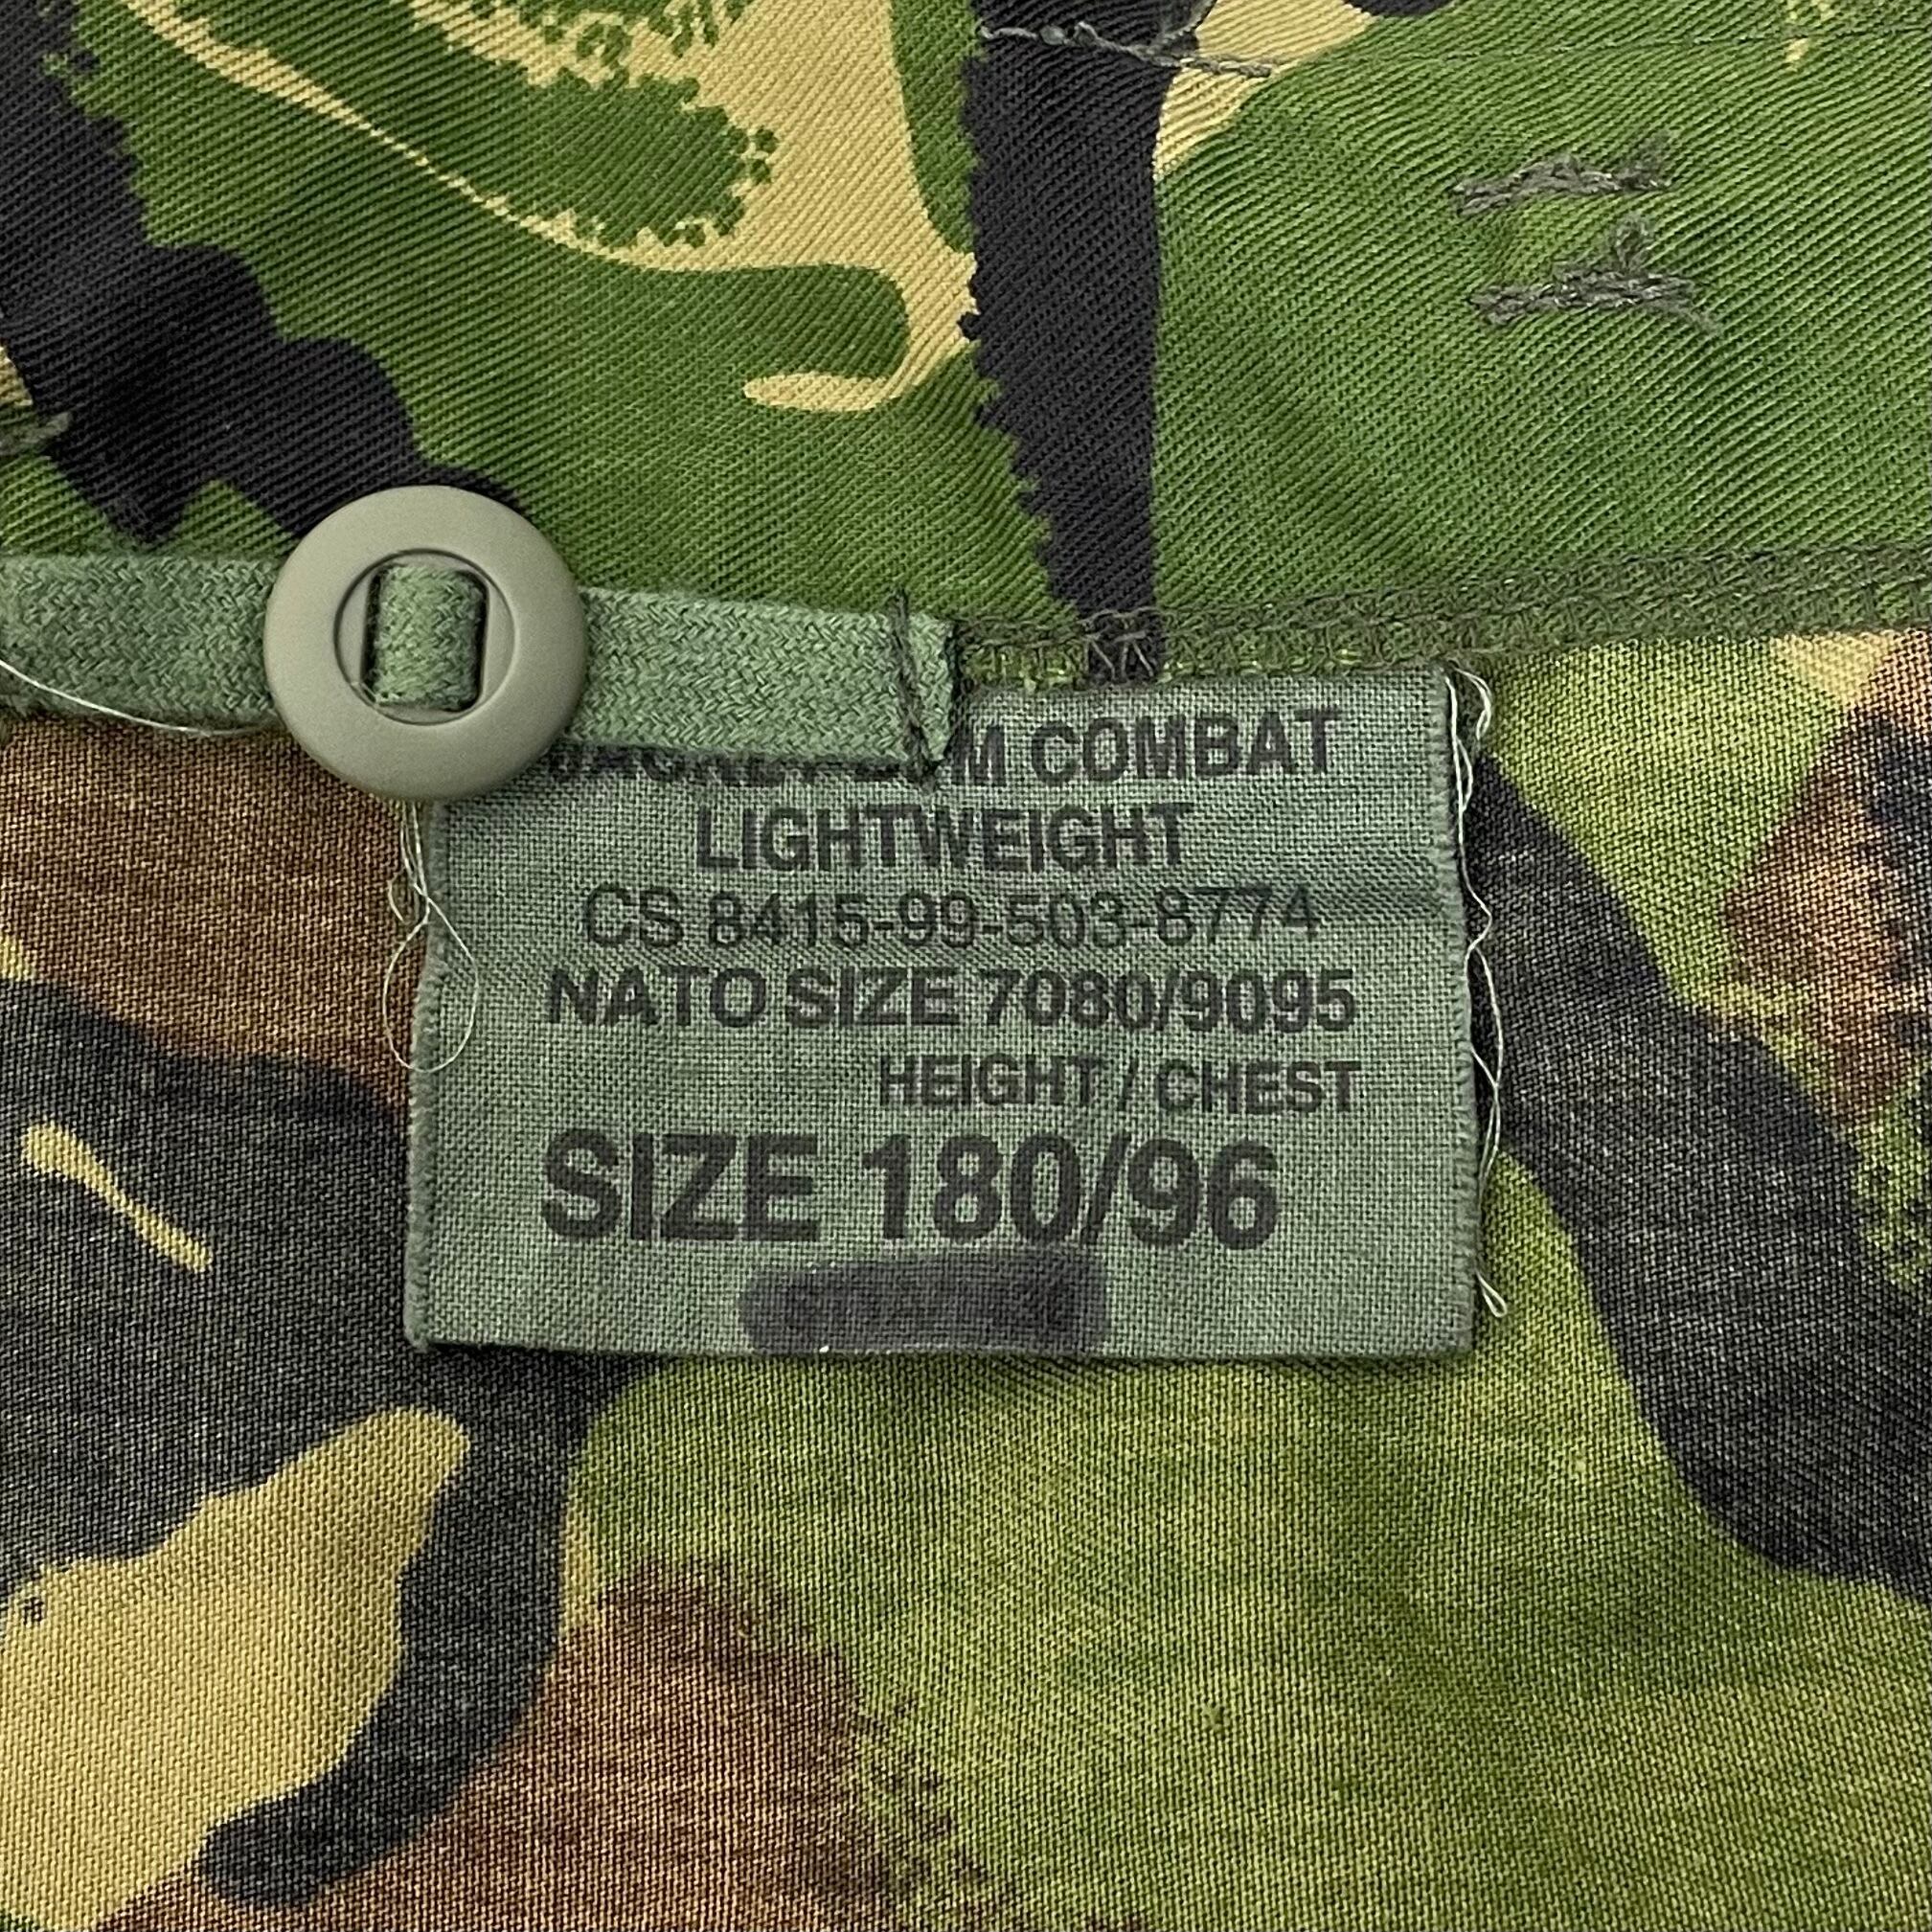 COMBAT
LIGHTWEIGHT
CS 8415-99-503-8774
NATO SIZE 7080/9095
HEIGHT / CHEST
SIZE 180/96